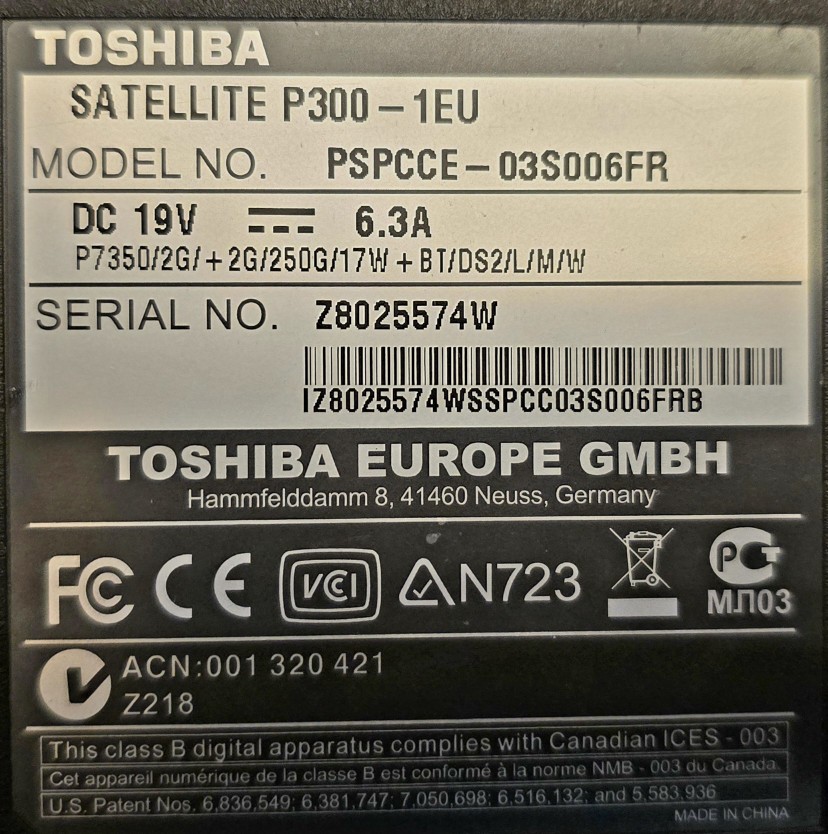 TOSHIBA
SATELLITE P300-1EU
MODEL NO. PSPCCE-03S006FR
DC 19V 6.3A
P7350/2G/+2G/250G/17W+BT/DS2/L/M/W
SERIAL NO. Z8025574W
IZ8025574WSSPCC03S006FRB
TOSHIBA EUROPE GMBH
Hammfelddamm 8, 41460 Neuss, Germany
FC CE VCI N723 PCT
МЛ03
ACN:001 320 421
Z218
This class B digital apparatus complies with Canadian ICES - 003
Cet appareil numérique de la classe B est conformé à la norme NMB - 003 du Canada.
U.S. Patent Nos. 6,836,549; 6,381,747; 7,050,698; 6,516,132; and 5,583,936
MADE IN CHINA